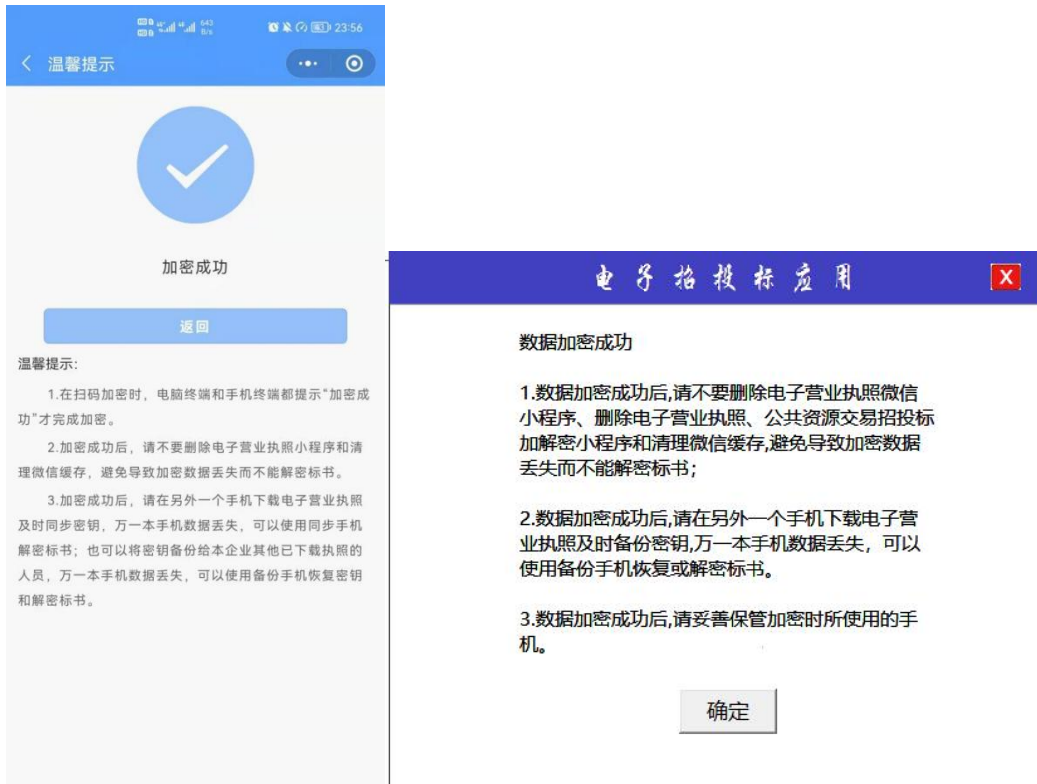 643
B/s
23:56
温馨提示
加密成功
返回
温馨提示:
1.在扫码加密时，电脑终端和手机终端都提示“加密成
功”才完成加密。
2.加密成功后，请不要删除电子营业执照小程序和清
理微信缓存，避免导致加密数据丢失而不能解密标书。
3.加密成功后，请在另外一个手机下载电子营业执照
及时同步密钥，万一本手机数据丢失，可以使用同步手机
解密标书；也可以将密钥备份给本企业其他已下载执照的
人员，万一本手机数据丢失，可以使用备份手机恢复密钥
和解密标书。
电子招投标应用
X
数据加密成功
1.数据加密成功后,请不要删除电子营业执照微信
小程序、删除电子营业执照、公共资源交易招投标
加解密小程序和清理微信缓存,避免导致加密数据
丢失而不能解密标书；
2.数据加密成功后,请在另外一个手机下载电子营
业执照及时备份密钥,万一本手机数据丢失，可以
使用备份手机恢复或解密标书。
3.数据加密成功后,请妥善保管加密时所使用的手
机。
确定